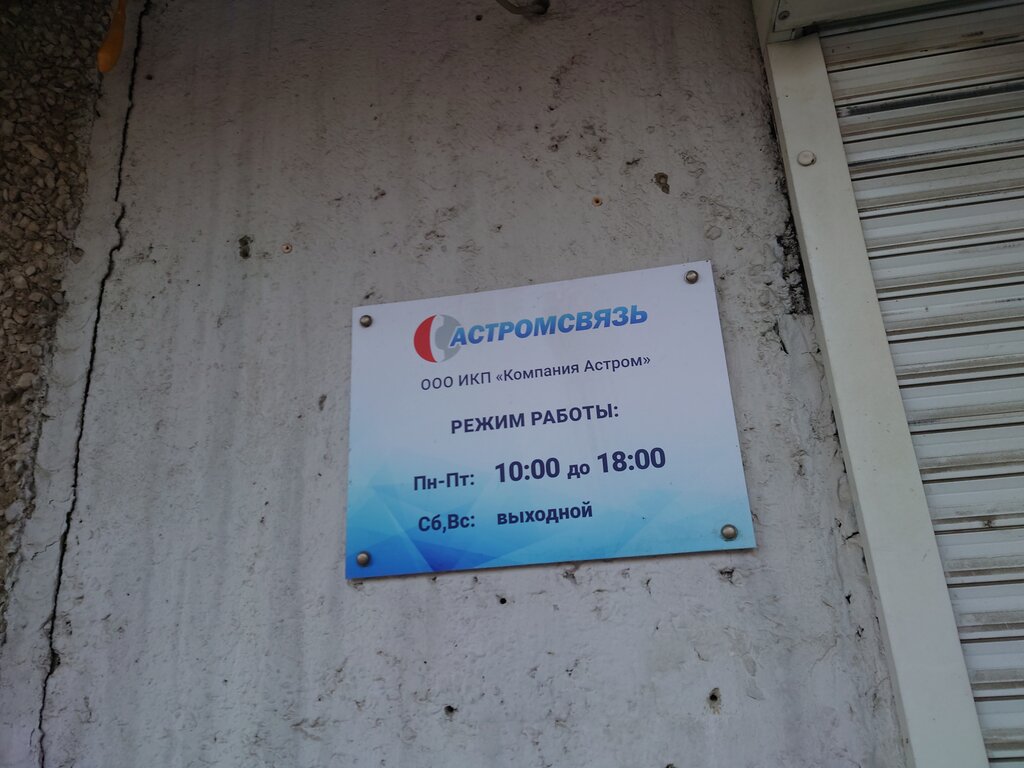 АСТРОМСВЯЗЬ
ООО ИКП «Компания Астром»
РЕЖИМ РАБОТЫ:
Пн-Пт: 10:00 до 18:00
Сб,Вс: выходной